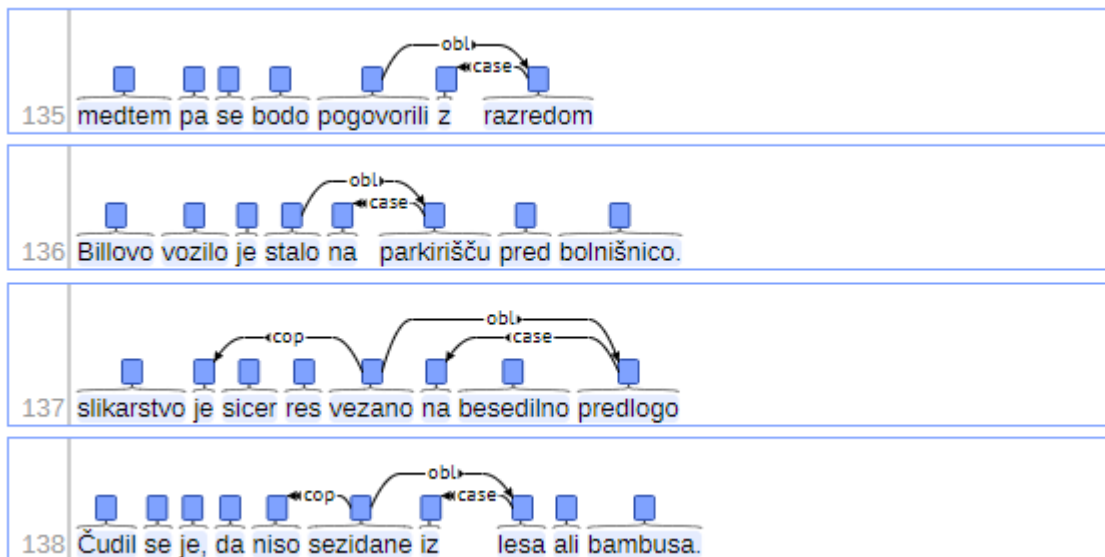 obl
case
135 medtem pa se bodo pogovorili z razredom
obl
case
136 Billovo vozilo je stalo na parkirišču pred bolnišnico.
obl
cop case
137 slikarstvo je sicer res vezano na besedilno predlogo
obl
cop case
138 Čudil se je, da niso sezidane iz lesa ali bambusa.